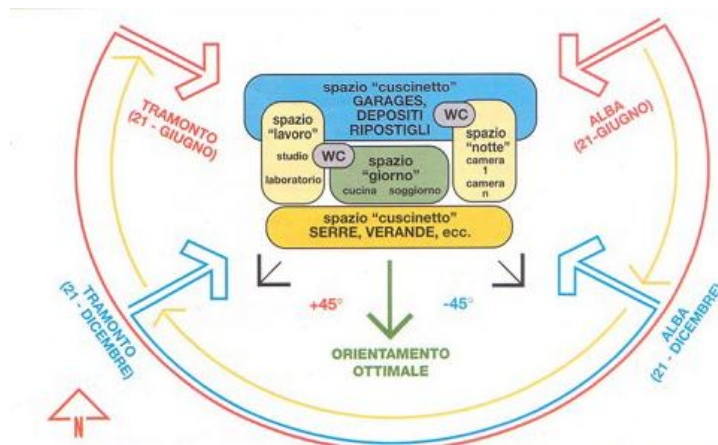 spazio "cuscinetto"
GARAGES,
DEPOSITI
RIPOSTIGLI
WC
spazio
"lavoro"
studio
laboratorio
WC
spazio
"giorno"
cucina soggiorno
spazio
"notte"
camera
1
camera
n
spazio "cuscinetto"
SERRE, VERANDE, ecc.
TRAMONTO
(21 - GIUGNO)
ALBA
(21-GIUGNO)
TRAMONTO
(21 - DICEMBRE)
ALBA
(21 - DICEMBRE)
+45°
-45°
ORIENTAMENTO
OTTIMALE
N